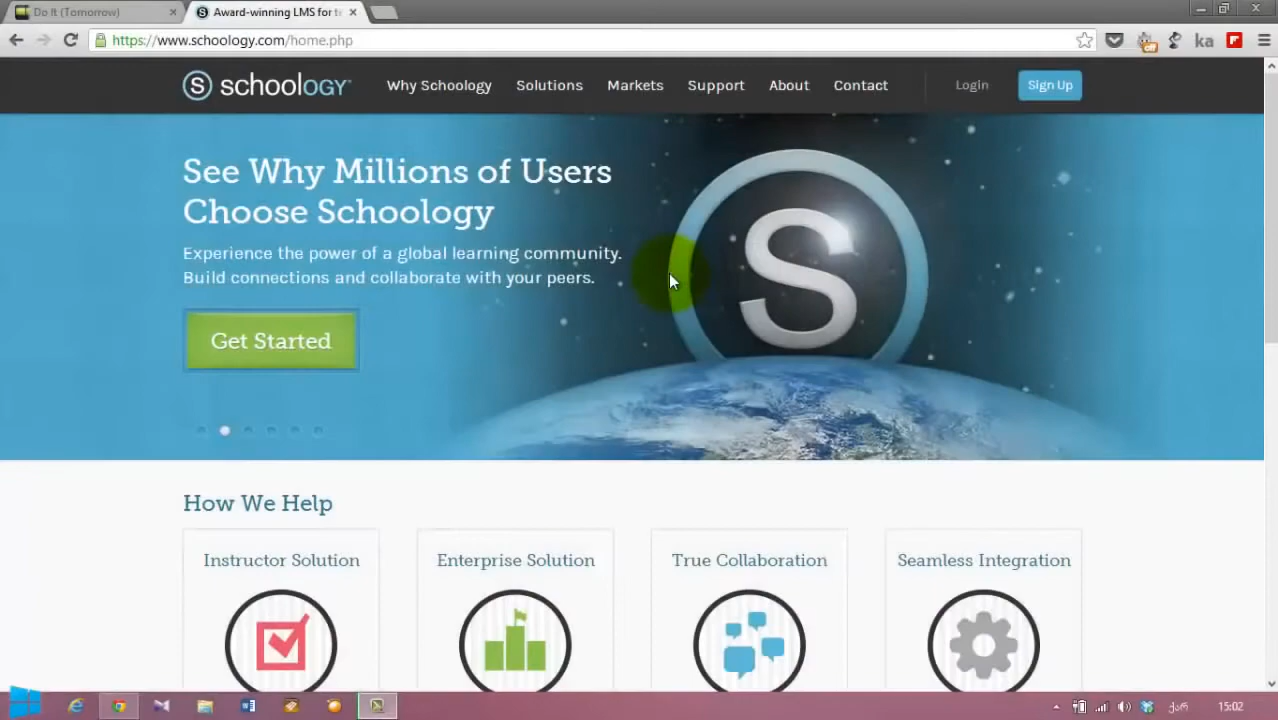 Do It (Tomorrow)
Award-winning LMS for t
https://www.schoology.com/home.php
off
ka
S schoology
Why Schoology
Solutions
Markets
Support
About
Contact
Login
Sign Up
See Why Millions of Users
Choose Schoology
Experience the power of a global learning community.
Build connections and collaborate with your peers.
Get Started
S
How We Help
Instructor Solution
Enterprise Solution
True Collaboration
Seamless Integration
ქარ
15:02